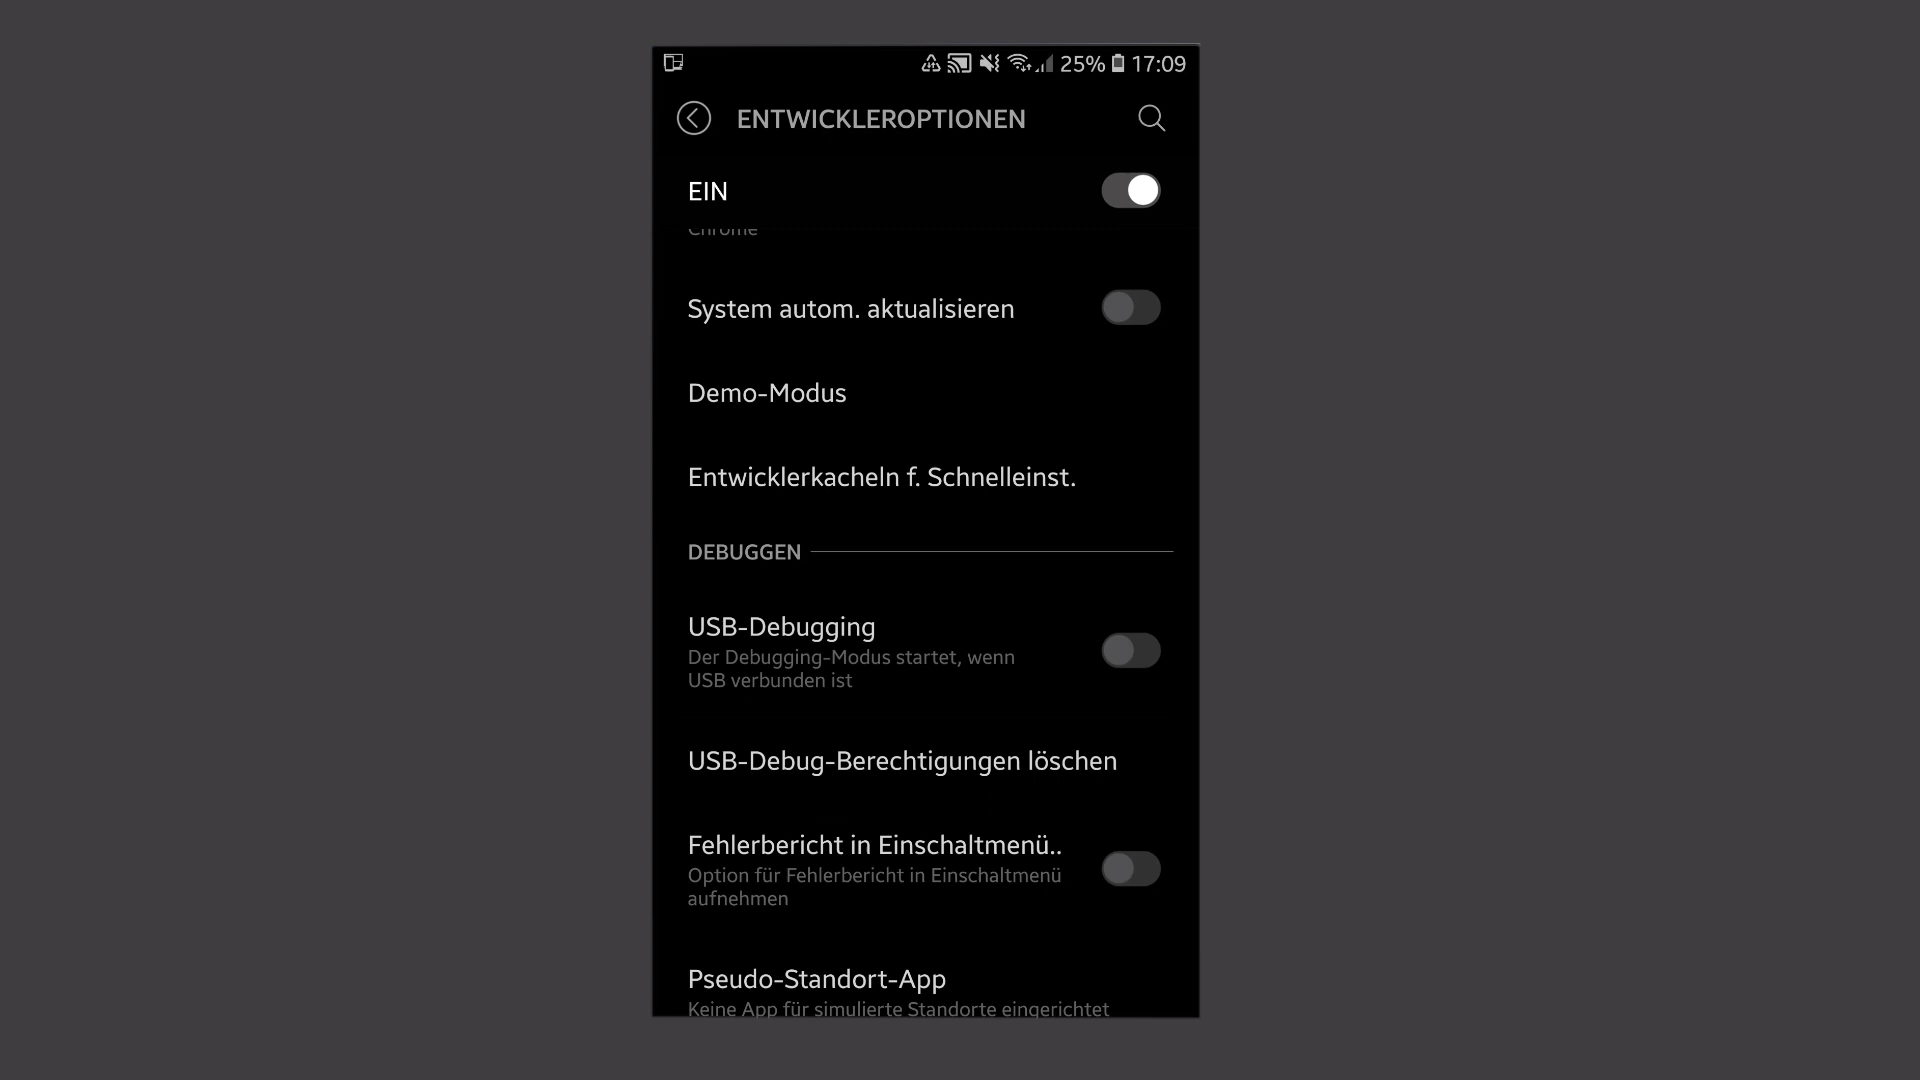 25% 17:09
ENTWICKLEROPTIONEN
EIN
Chrome
System autom. aktualisieren
Demo-Modus
Entwicklerkacheln f. Schnelleinst.
DEBUGGEN
USB-Debugging
Der Debugging-Modus startet, wenn
USB verbunden ist
USB-Debug-Berechtigungen löschen
Fehlerbericht in Einschaltmenü..
Option für Fehlerbericht in Einschaltmenü
aufnehmen
Pseudo-Standort-App
Keine App für simulierte Standorte eingerichtet